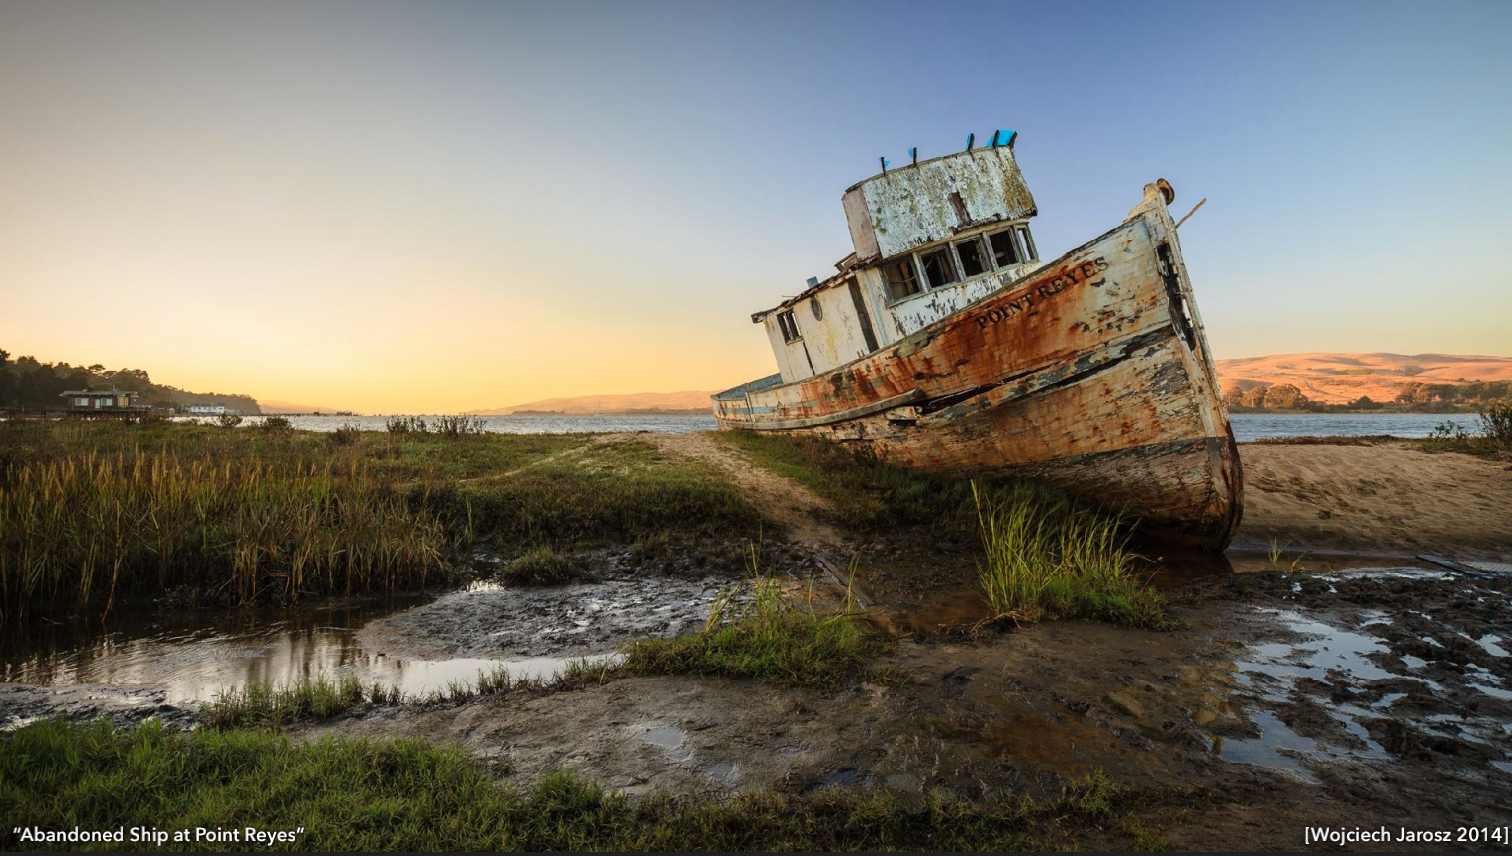 POINT REYES
“Abandoned Ship at Point Reyes”
[Wojciech Jarosz 2014]